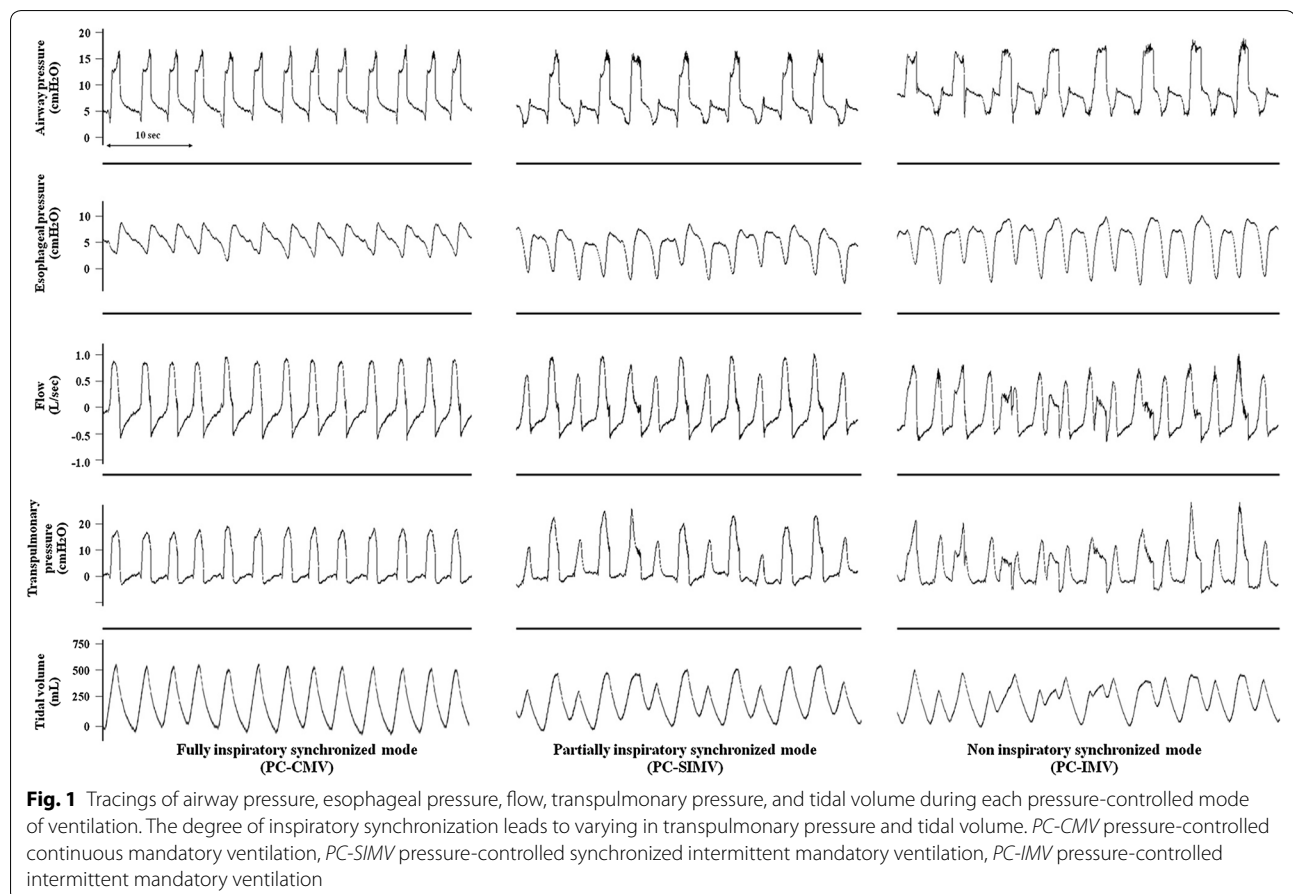 20
15
10
5
0
Airway pressure
(cmH2O)
10 sec
10
5
0
Esophageal pressure
(cmH2O)
1.0
0.5
0
-0.5
-1.0
Flow
(L/sec)
20
10
0
Transpulmonary
pressure
(cmH2O)
750
500
250
0
Tidal volume
(mL)
Fully inspiratory synchronized mode
(PC-CMV)
Partially inspiratory synchronized mode
(PC-SIMV)
Non inspiratory synchronized mode
(PC-IMV)
Fig. 1 Tracings of airway pressure, esophageal pressure, flow, transpulmonary pressure, and tidal volume during each pressure-controlled mode
of ventilation. The degree of inspiratory synchronization leads to varying in transpulmonary pressure and tidal volume. PC-CMV pressure-controlled
continuous mandatory ventilation, PC-SIMV pressure-controlled synchronized intermittent mandatory ventilation, PC-IMV pressure-controlled
intermittent mandatory ventilation